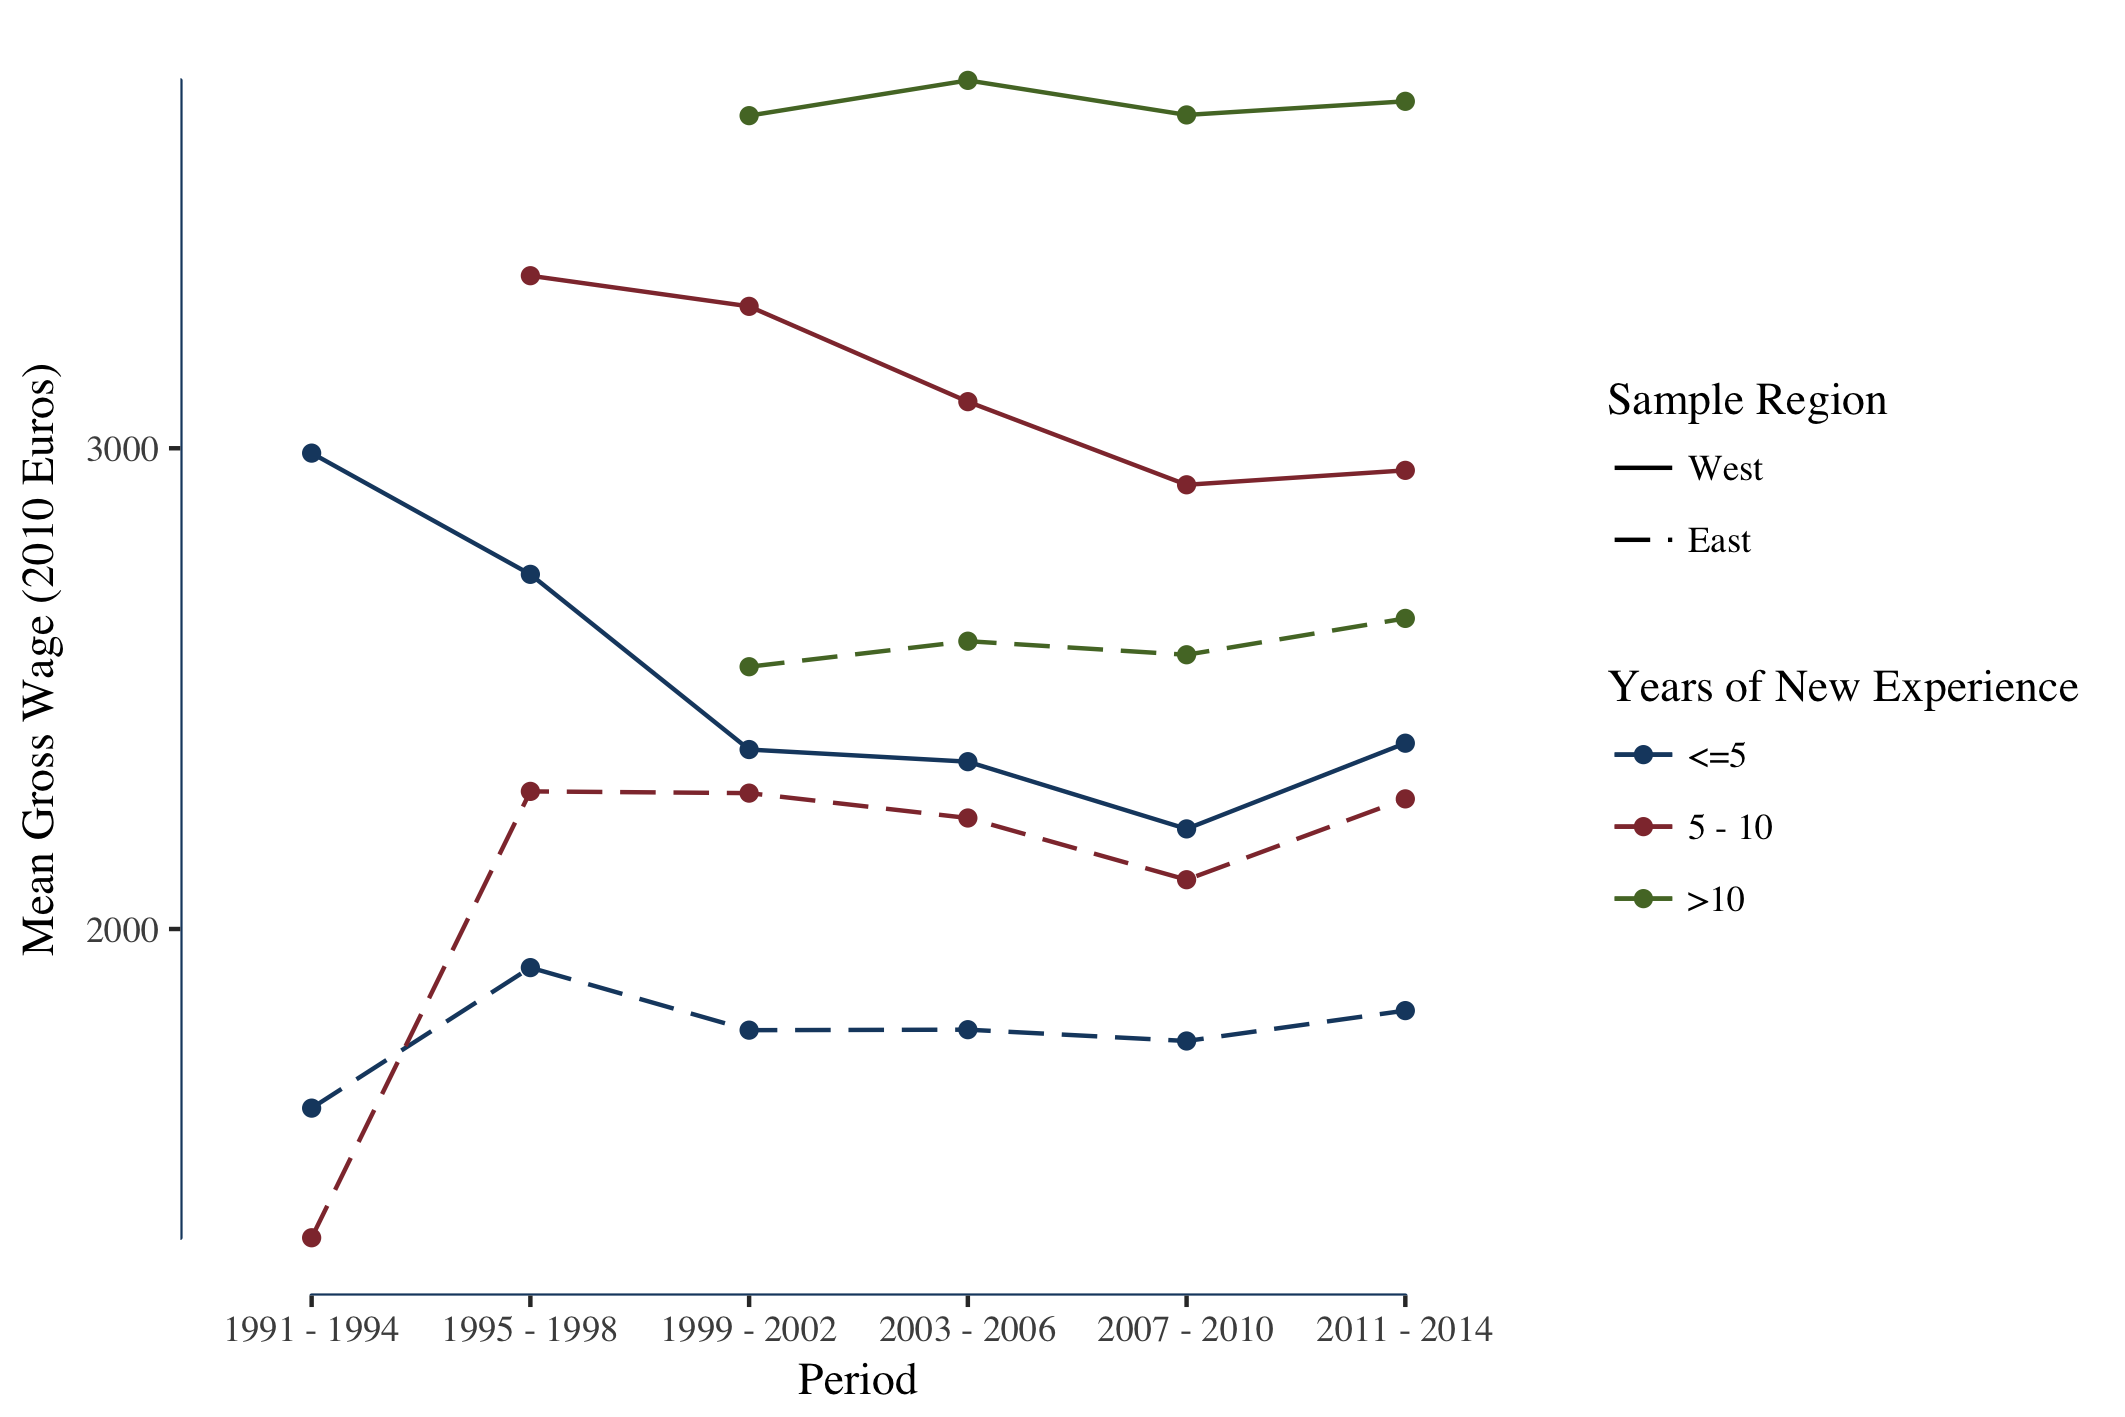 Mean Gross Wage (2010 Euros)
3000
2000
1991 - 1994
1995 - 1998
1999 - 2002
2003 - 2006
2007 - 2010
2011 - 2014
Period
Sample Region
West
East
Years of New Experience
<=5
5 - 10
>10